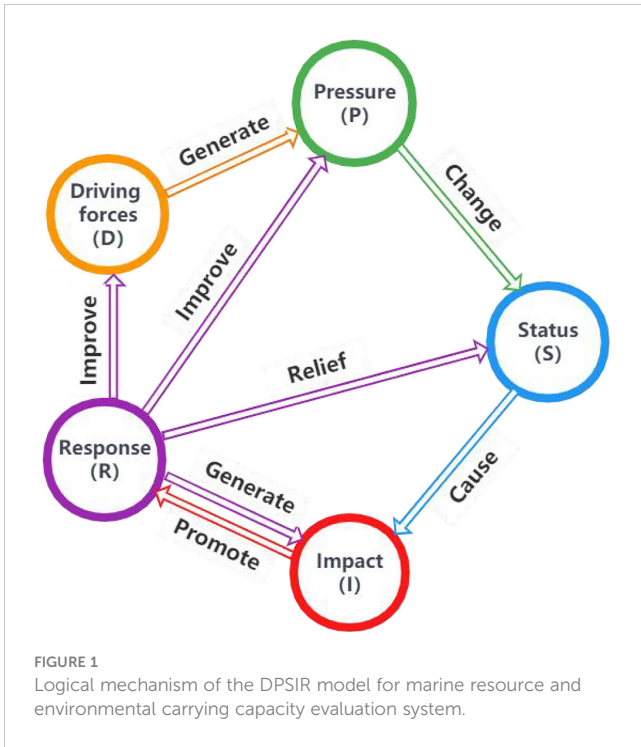 Pressure
(P)
Generate
Driving
forces
(D)
Change
Improve
Improve
Status
(S)
Relief
Response
(R)
Generate
Cause
Promote
Impact
(I)
FIGURE 1
Logical mechanism of the DPSIR model for marine resource and
environmental carrying capacity evaluation system.